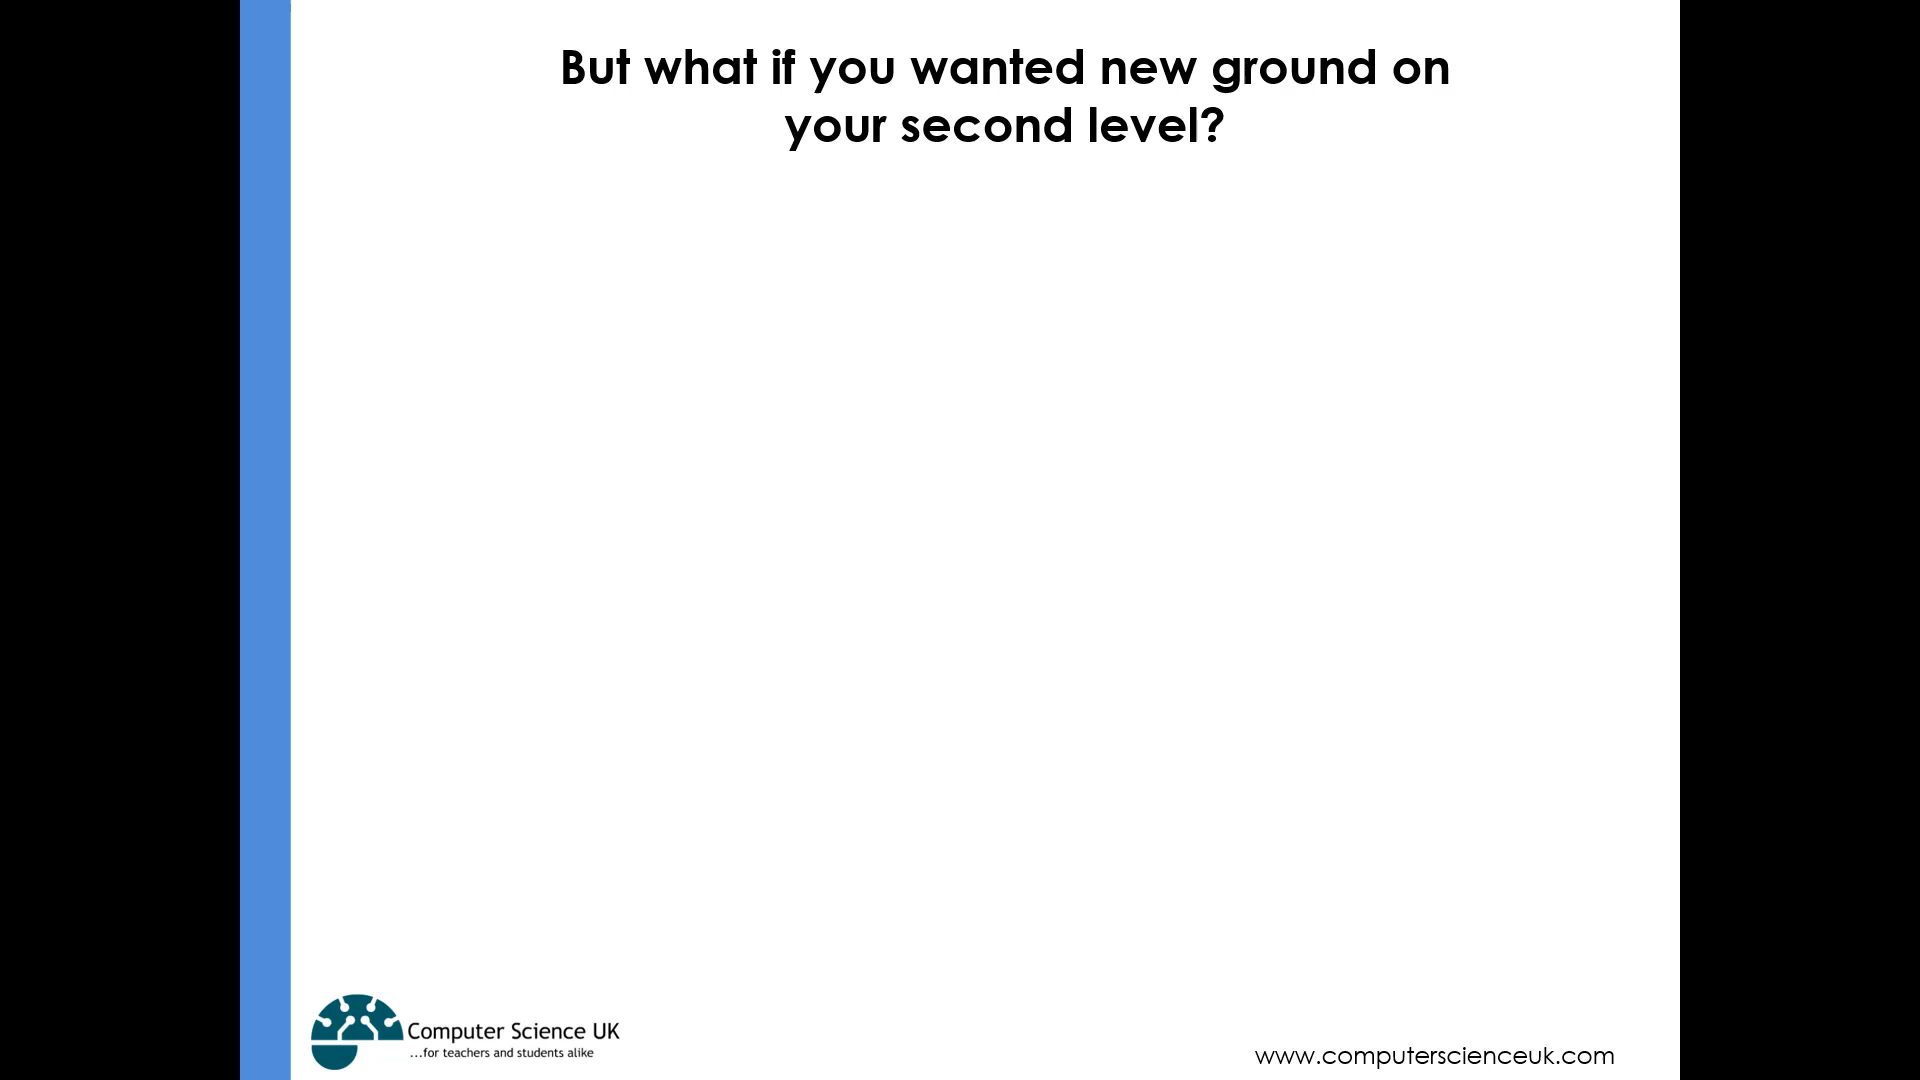 But what if you wanted new ground on
your second level?
Computer Science UK
...for teachers and students alike
www.computerscienceuk.com